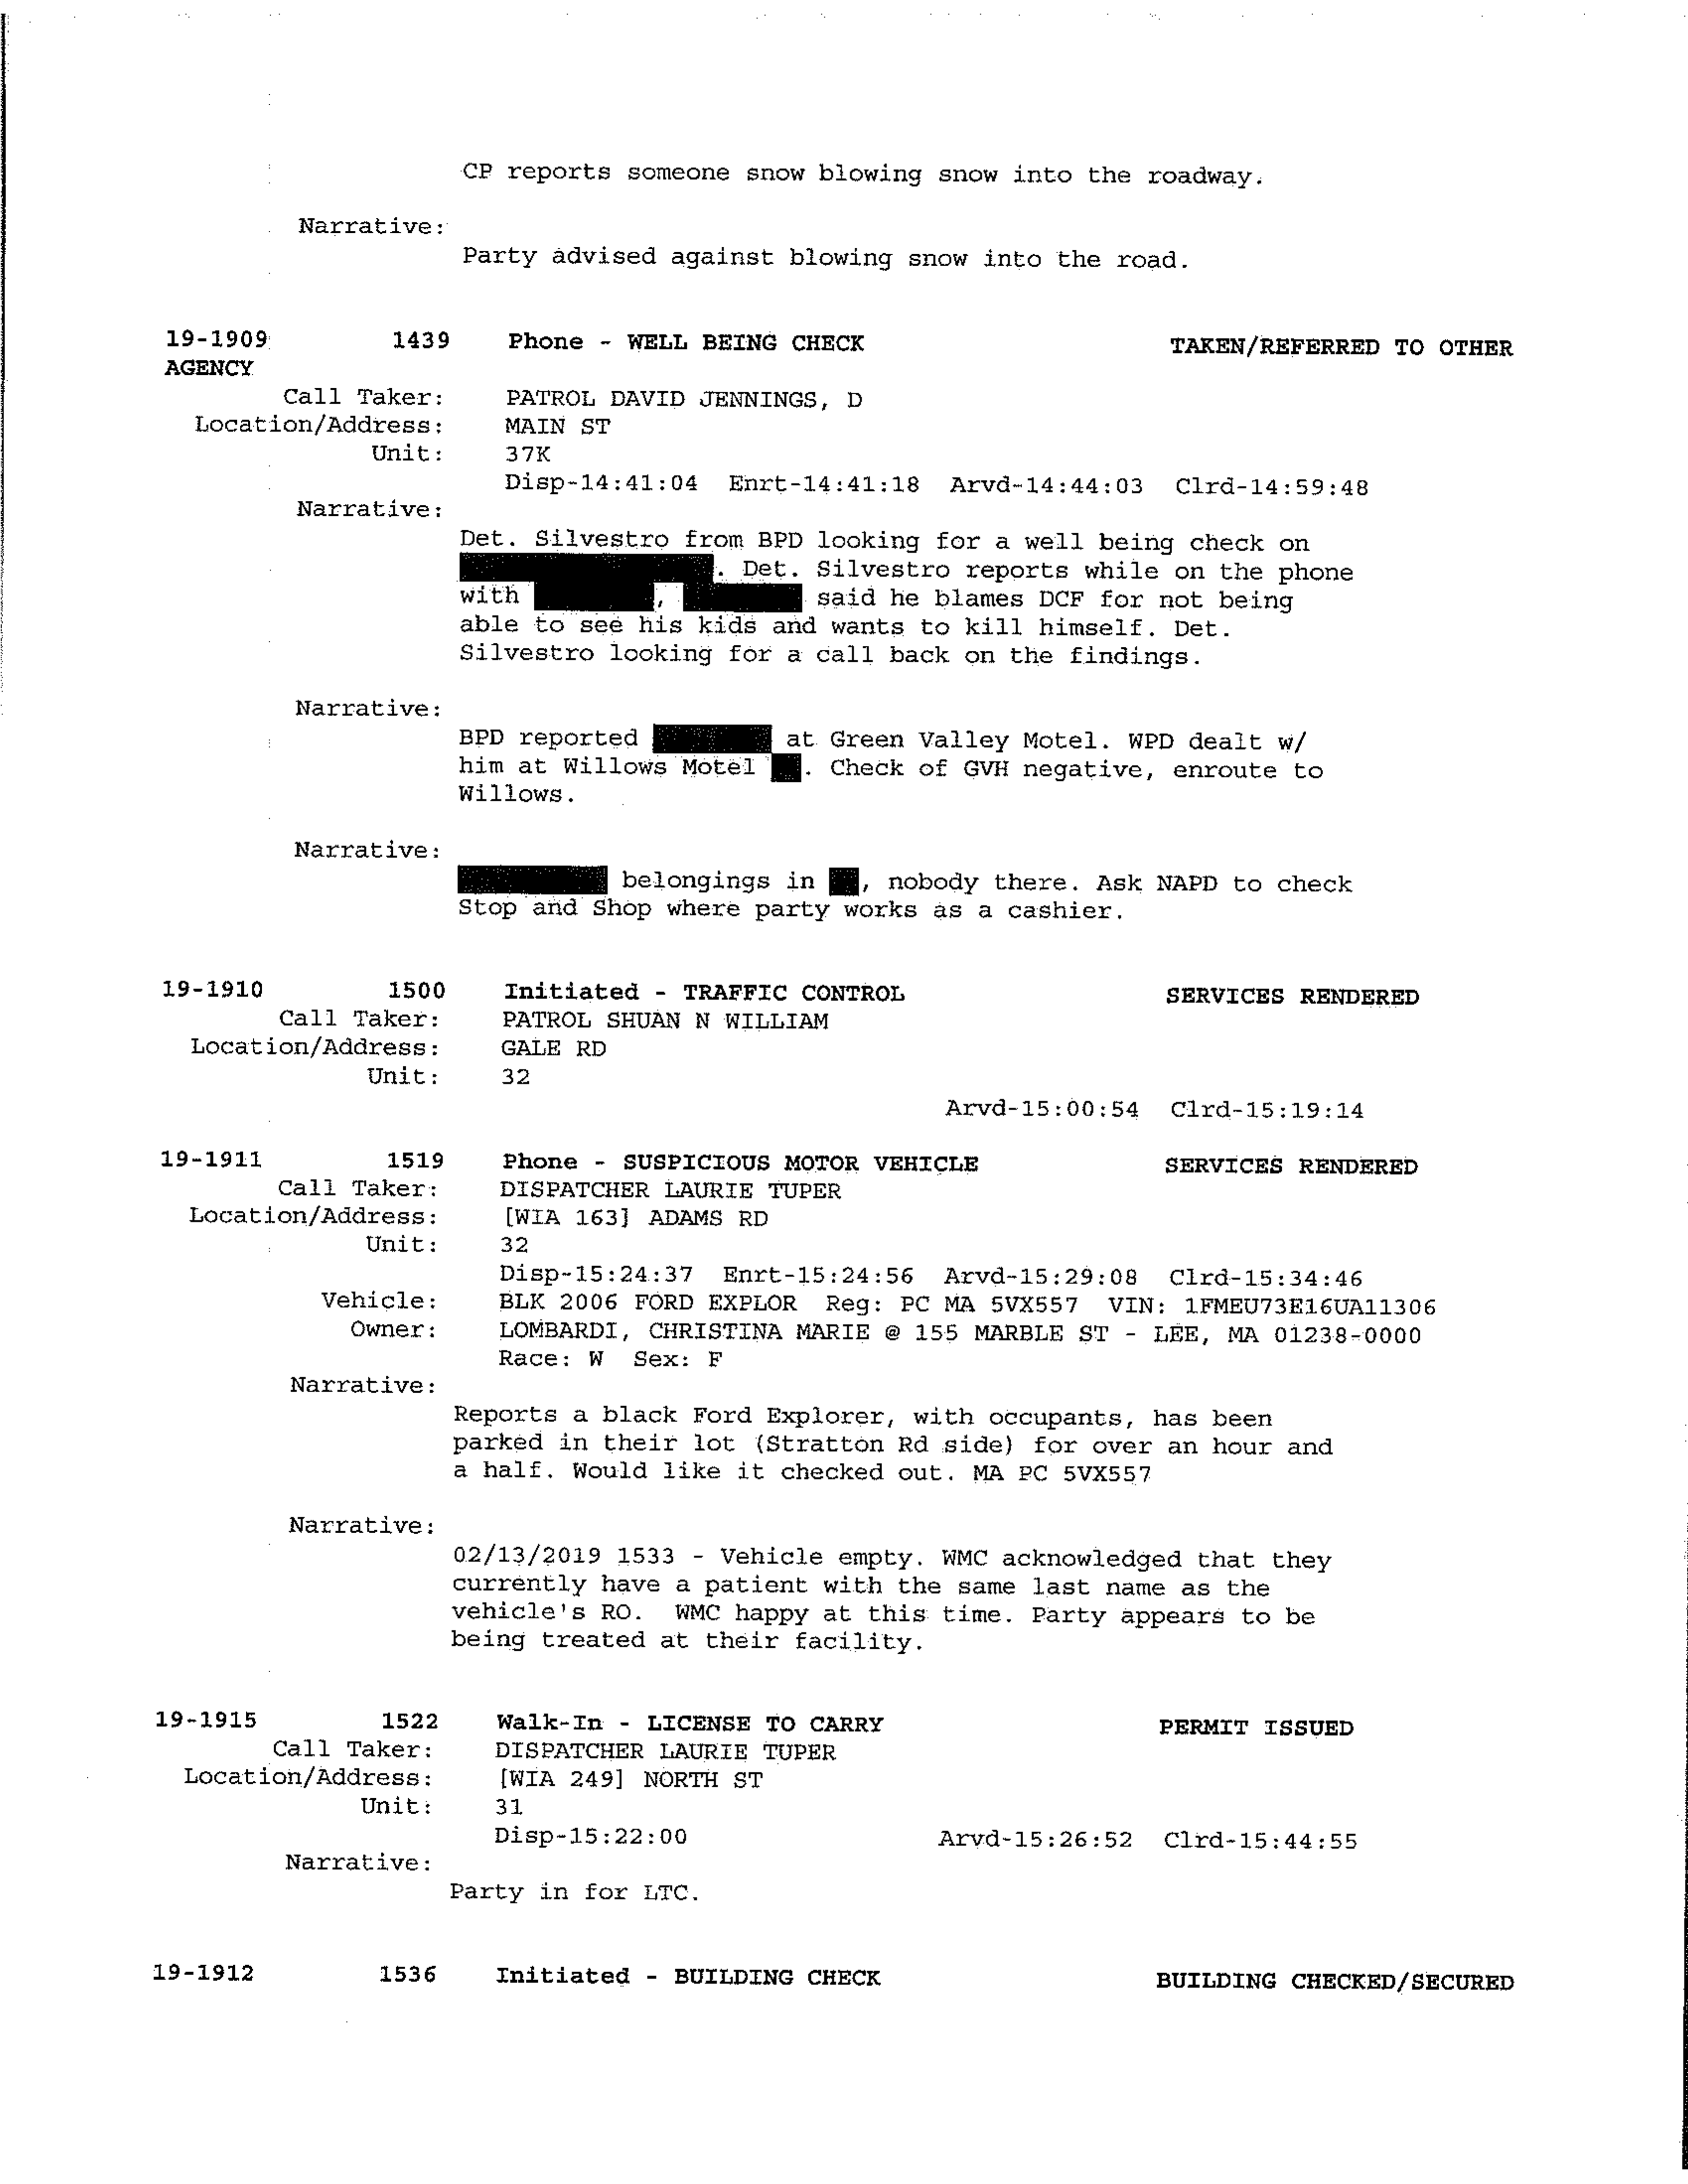 CP reports someone snow blowing snow into the roadway.
Narrative:
Party advised against blowing snow into the road.
19-1909 1439 Phone - WELL BEING CHECK TAKEN/REFERRED TO OTHER
AGENCY
Call Taker: PATROL DAVID JENNINGS, D
Location/Address: MAIN ST
Unit: 37K
Disp-14:41:04 Enrt-14:41:18 Arvd-14:44:03 Clrd-14:59:48
Narrative:
Det. Silvestro from BPD looking for a well being check on
. Det. Silvestro reports while on the phone
with , said he blames DCF for not being
able to see his kids and wants to kill himself. Det.
Silvestro looking for a call back on the findings.
Narrative:
BPD reported at Green Valley Motel. WPD dealt w/
him at Willows Motel . Check of GVH negative, enroute to
Willows.
Narrative:
belongings in , nobody there. Ask NAPD to check
Stop and Shop where party works as a cashier.
19-1910 1500 Initiated - TRAFFIC CONTROL SERVICES RENDERED
Call Taker: PATROL SHUAN N WILLIAM
Location/Address: GALE RD
Unit: 32
Arvd-15:00:54 Clrd-15:19:14
19-1911 1519 Phone - SUSPICIOUS MOTOR VEHICLE SERVICES RENDERED
Call Taker: DISPATCHER LAURIE TUPER
Location/Address: [WIA 163] ADAMS RD
Unit: 32
Disp-15:24:37 Enrt-15:24:56 Arvd-15:29:08 Clrd-15:34:46
Vehicle: BLK 2006 FORD EXPLOR Reg: PC MA 5VX557 VIN: 1FMEU73E16UA11306
Owner: LOMBARDI, CHRISTINA MARIE @ 155 MARBLE ST - LEE, MA 01238-0000
Race: W Sex: F
Narrative:
Reports a black Ford Explorer, with occupants, has been
parked in their lot (Stratton Rd side) for over an hour and
a half. Would like it checked out. MA PC 5VX557
Narrative:
02/13/2019 1533 - Vehicle empty. WMC acknowledged that they
currently have a patient with the same last name as the
vehicle's RO. WMC happy at this time. Party appears to be
being treated at their facility.
19-1915 1522 Walk-In - LICENSE TO CARRY PERMIT ISSUED
Call Taker: DISPATCHER LAURIE TUPER
Location/Address: [WIA 249] NORTH ST
Unit: 31
Disp-15:22:00 Arvd-15:26:52 Clrd-15:44:55
Narrative:
Party in for LTC.
19-1912 1536 Initiated - BUILDING CHECK BUILDING CHECKED/SECURED